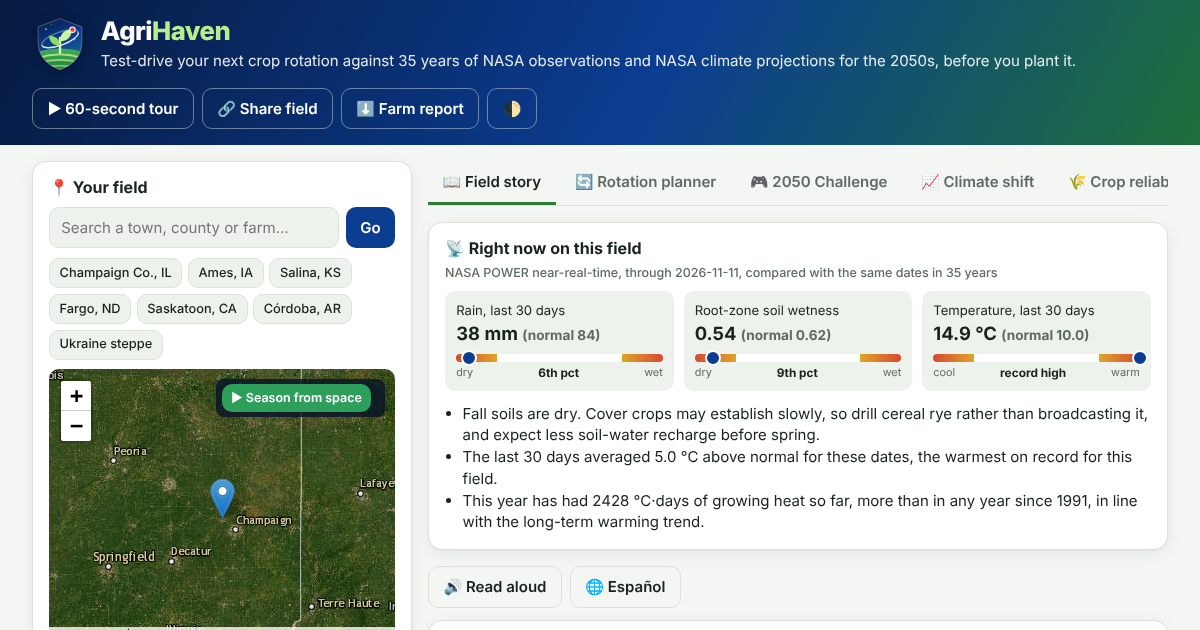 AgriHaven
Test-drive your next crop rotation against 35 years of NASA observations and NASA climate projections for the 2050s, before you plant it.
▶ 60-second tour
🔗 Share field
⬇️ Farm report
🌗
📍 Your field
Search a town, county or farm...
Go
Champaign Co., IL
Ames, IA
Salina, KS
Fargo, ND
Saskatoon, CA
Córdoba, AR
Ukraine steppe
+
−
▶ Season from space
Peoria
Lafaye
Champaign
Springfield
Decatur
Terre Haute
📖 Field story
🔄 Rotation planner
🎮 2050 Challenge
📈 Climate shift
🌾 Crop reliab
📡 Right now on this field
NASA POWER near-real-time, through 2026-11-11, compared with the same dates in 35 years
Rain, last 30 days
38 mm (normal 84)
dry 6th pct wet
Root-zone soil wetness
0.54 (normal 0.62)
dry 9th pct wet
Temperature, last 30 days
14.9 °C (normal 10.0)
cool record high warm
• Fall soils are dry. Cover crops may establish slowly, so drill cereal rye rather than broadcasting it,
and expect less soil-water recharge before spring.
• The last 30 days averaged 5.0 °C above normal for these dates, the warmest on record for this
field.
• This year has had 2428 °C·days of growing heat so far, more than in any year since 1991, in line
with the long-term warming trend.
🔊 Read aloud
🌐 Español